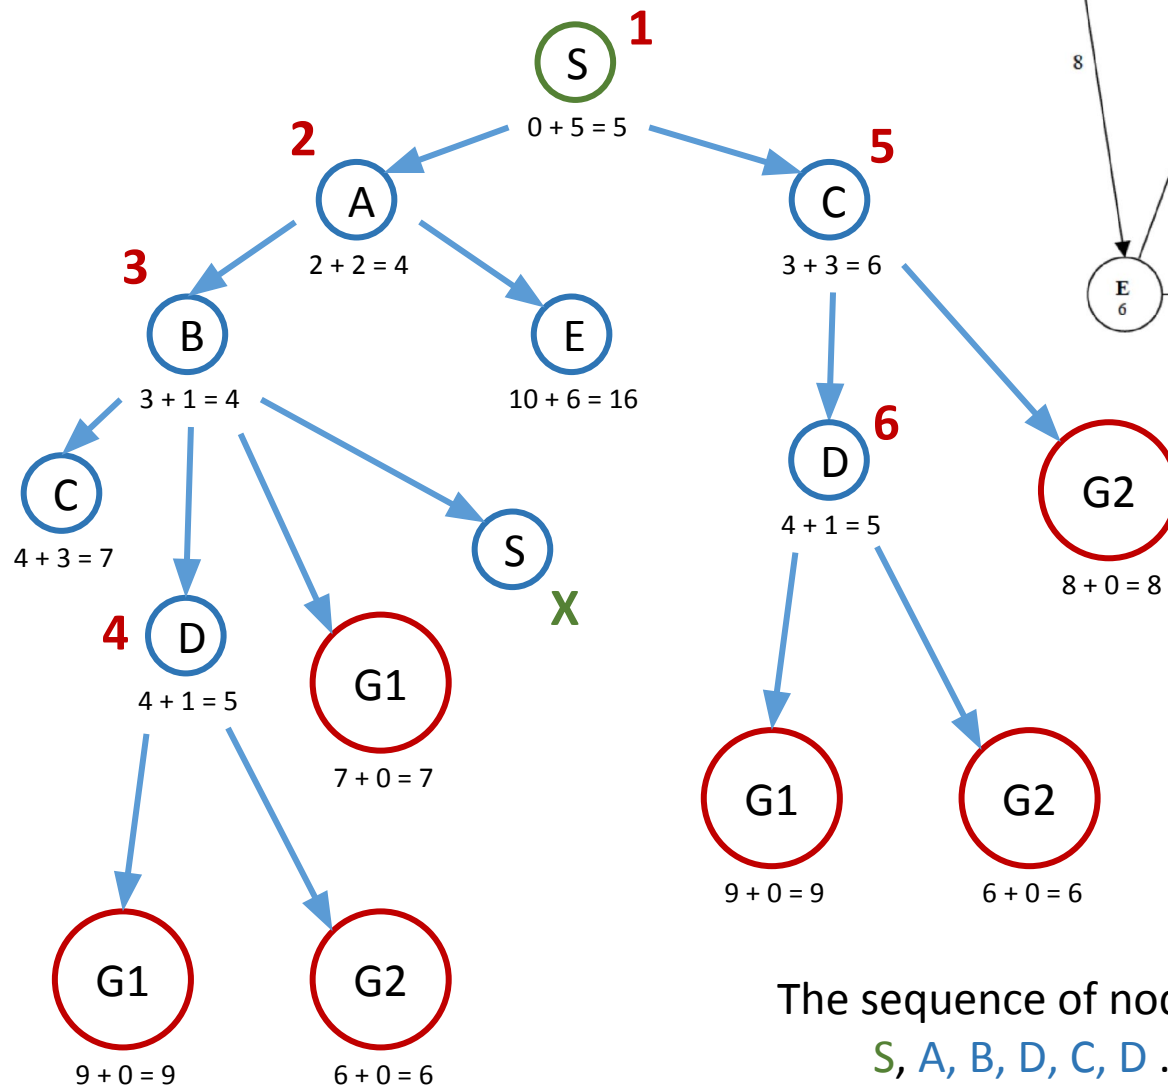 1
S
0 + 5 = 5
8
2
A
2 + 2 = 4
5
C
3 + 3 = 6
3
B
3 + 1 = 4
E
10 + 6 = 16
E
6
C
4 + 3 = 7
6
D
4 + 1 = 5
G2
8 + 0 = 8
S
X
4
D
4 + 1 = 5
G1
7 + 0 = 7
G1
9 + 0 = 9
G2
6 + 0 = 6
G1
9 + 0 = 9
G2
6 + 0 = 6
The sequence of
S, A, B, D, C, D .